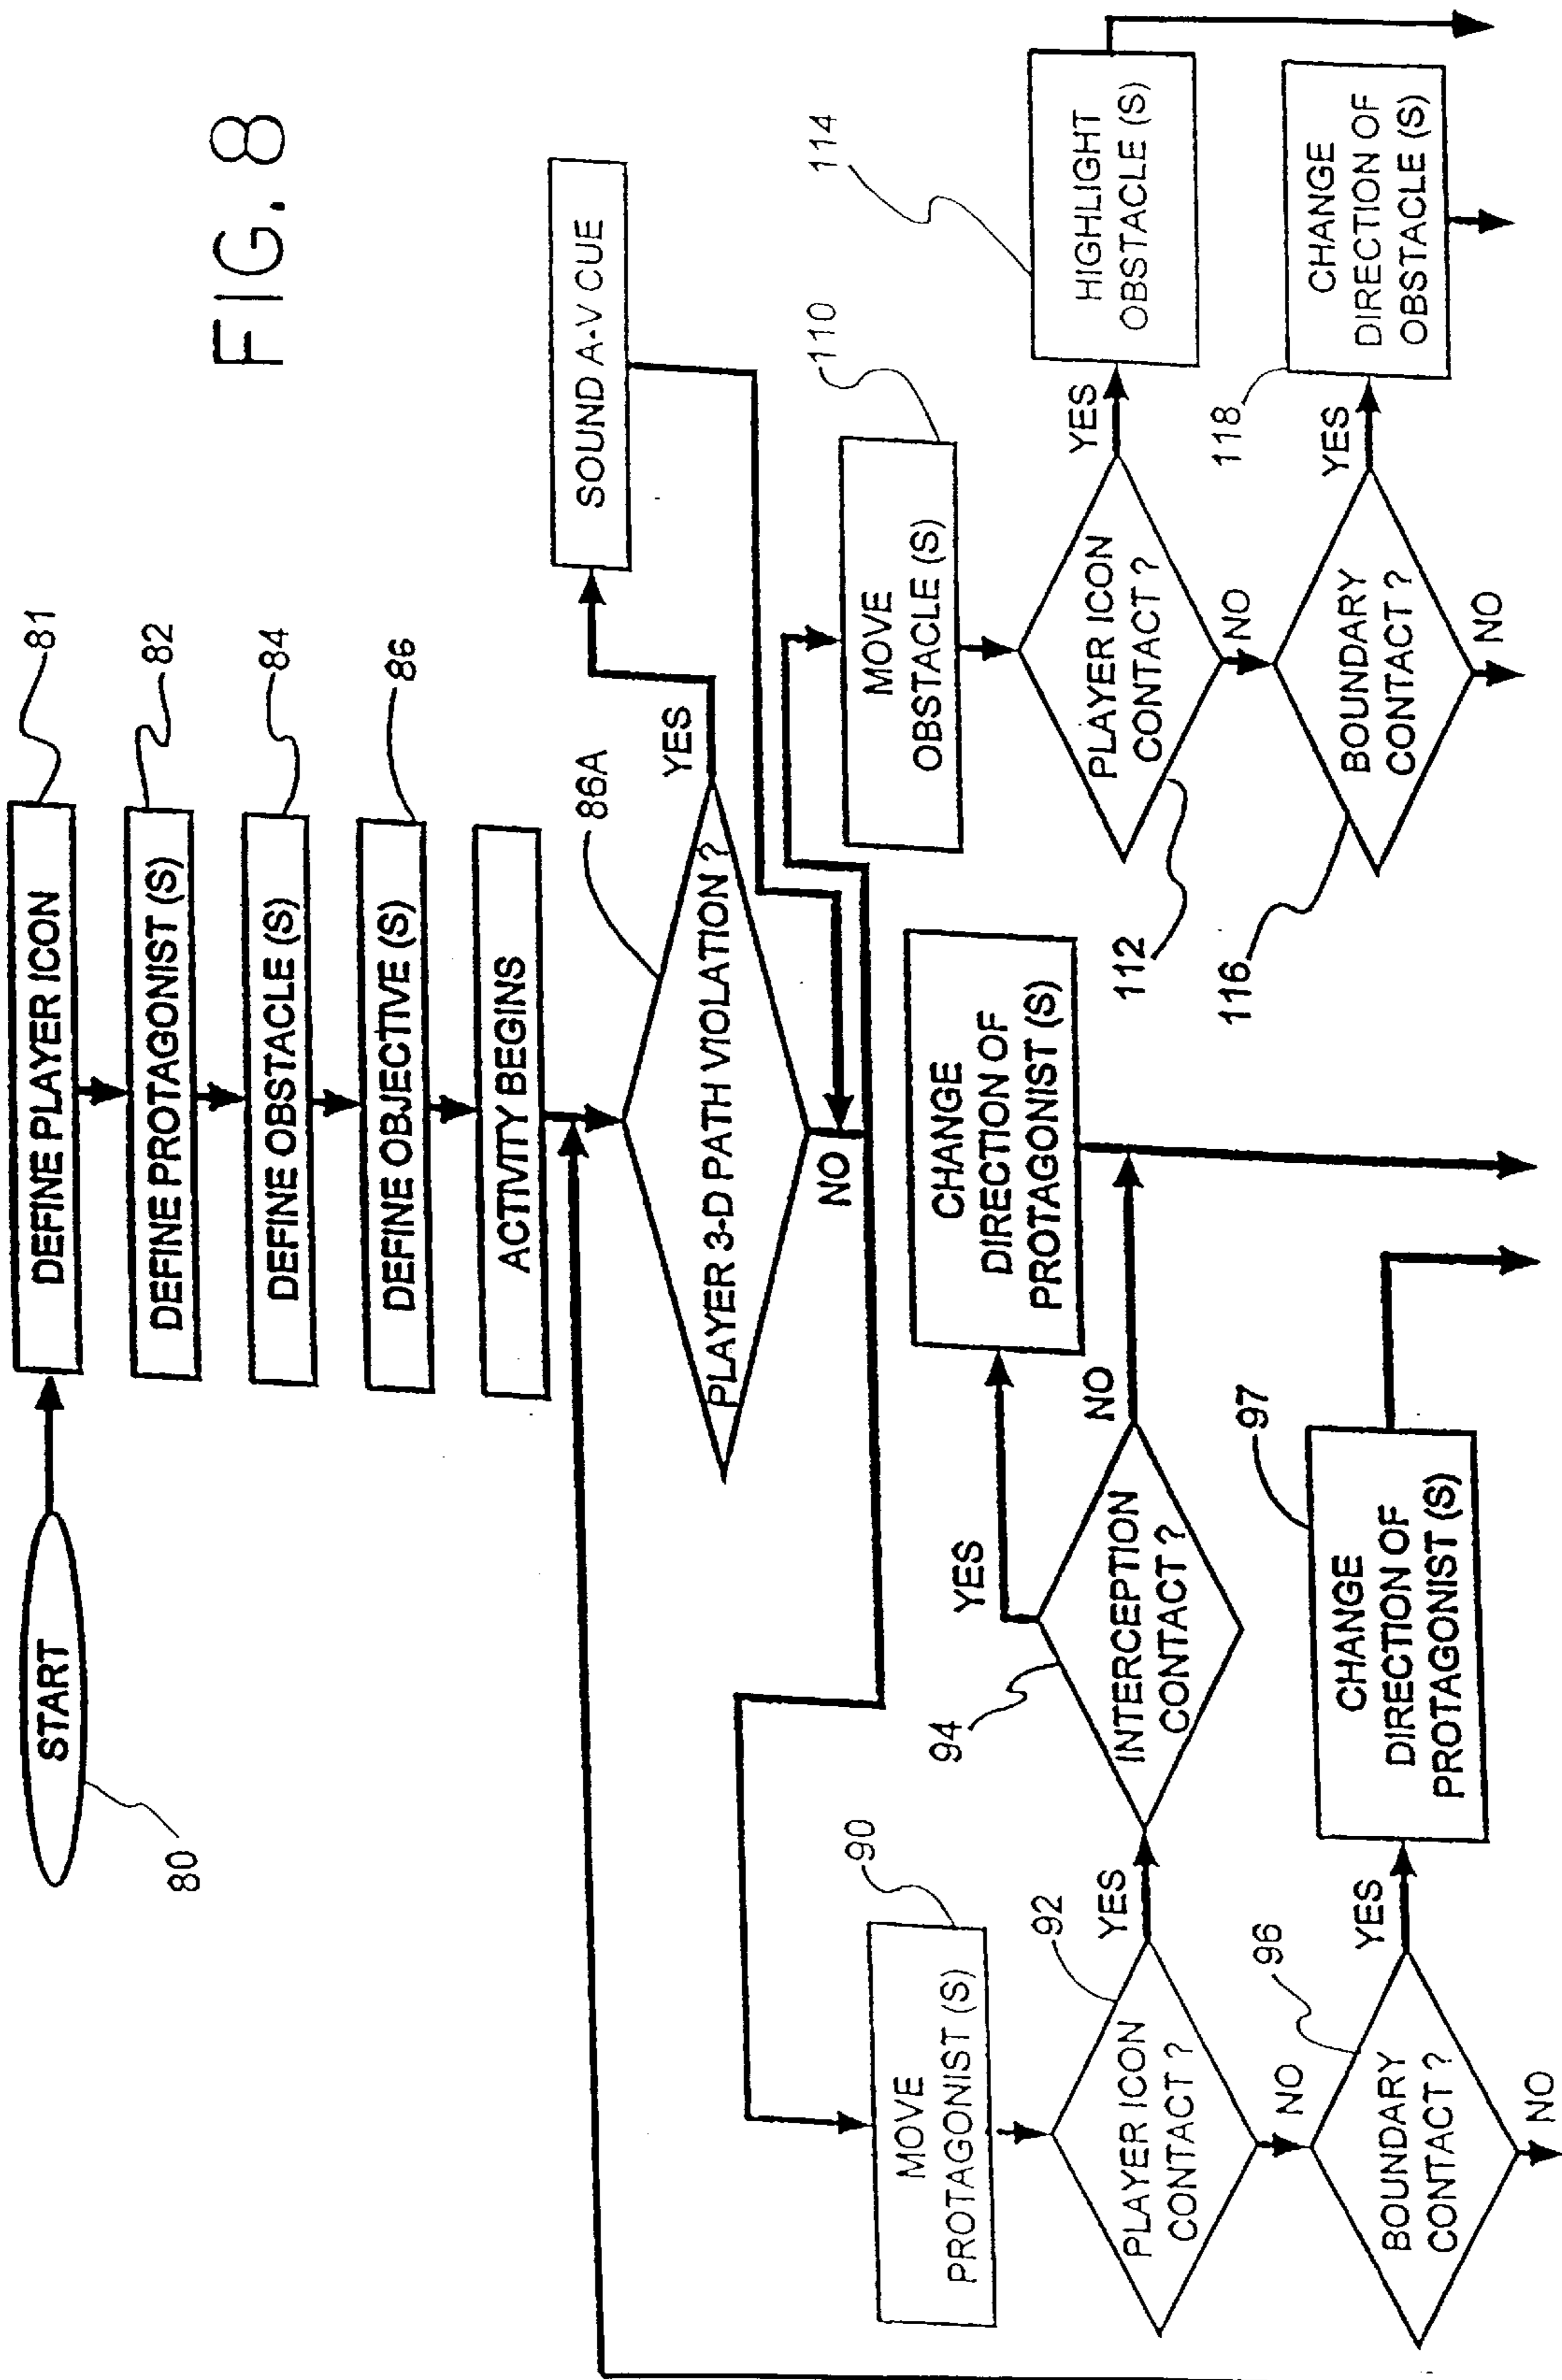 FIG. 8
START
80
DEFINE PLAYER ICON
81
DEFINE PROTAGONIST (S)
82
DEFINE OBSTACLE (S)
84
DEFINE OBJECTIVE (S)
86
ACTIVITY BEGINS
PLAYER 3-D PATH VIOLATION ?
86A
YES
SOUND A-V CUE
NO
MOVE
PROTAGONIST (S)
90
PLAYER ICON
CONTACT ?
92
YES
INTERCEPTION
CONTACT ?
94
YES
NO
CHANGE
DIRECTION OF
PROTAGONIST (S)
NO
BOUNDARY
CONTACT ?
96
YES
CHANGE
DIRECTION OF
PROTAGONIST (S)
97
NO
MOVE
OBSTACLE (S)
110
PLAYER ICON
CONTACT ?
112
YES
HIGHLIGHT
OBSTACLE (S)
114
NO
BOUNDARY
CONTACT ?
116
YES
CHANGE
DIRECTION OF
OBSTACLE (S)
118
NO